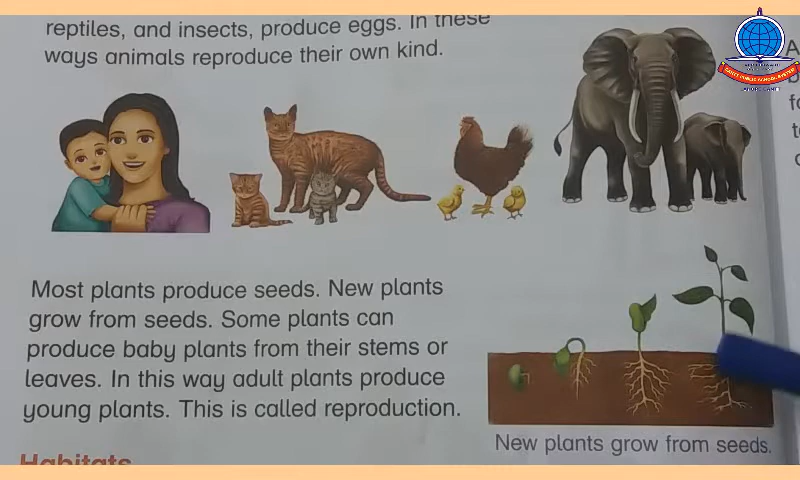 reptiles, and insects, produce eggs. In these
ways animals reproduce their own kind.
Most plants produce seeds. New plants
grow from seeds. Some plants can
produce baby plants from their stems or
leaves. In this way adult plants produce
young plants. This is called reproduction.
New plants grow from seeds.
Habitats